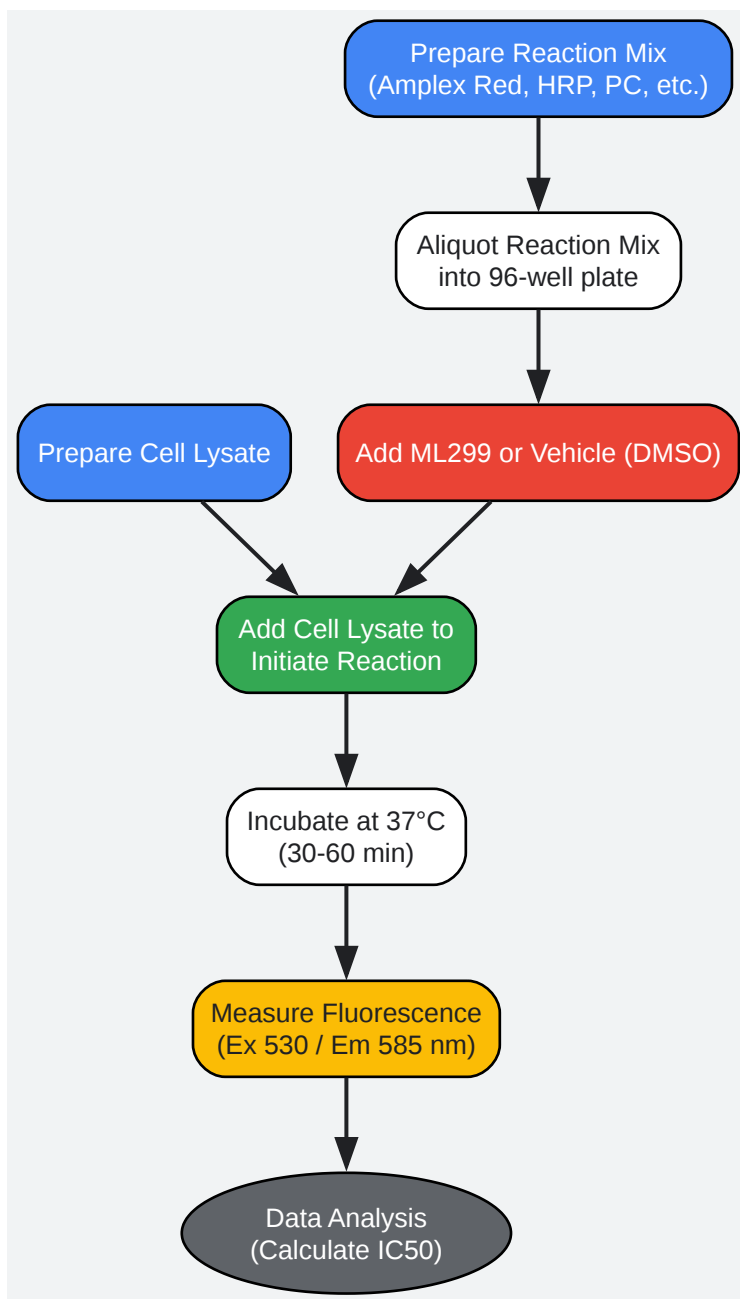 Prepare Reaction Mix
(Amplex Red, HRP, PC, etc.)
Aliquot Reaction Mix
into 96-well plate
Prepare Cell Lysate
Add ML299 or Vehicle (DMSO)
Add Cell Lysate to
Initiate Reaction
Incubate at 37°C
(30-60 min)
Measure Fluorescence
(Ex 530 / Em 585 nm)
Data Analysis
(Calculate IC50)